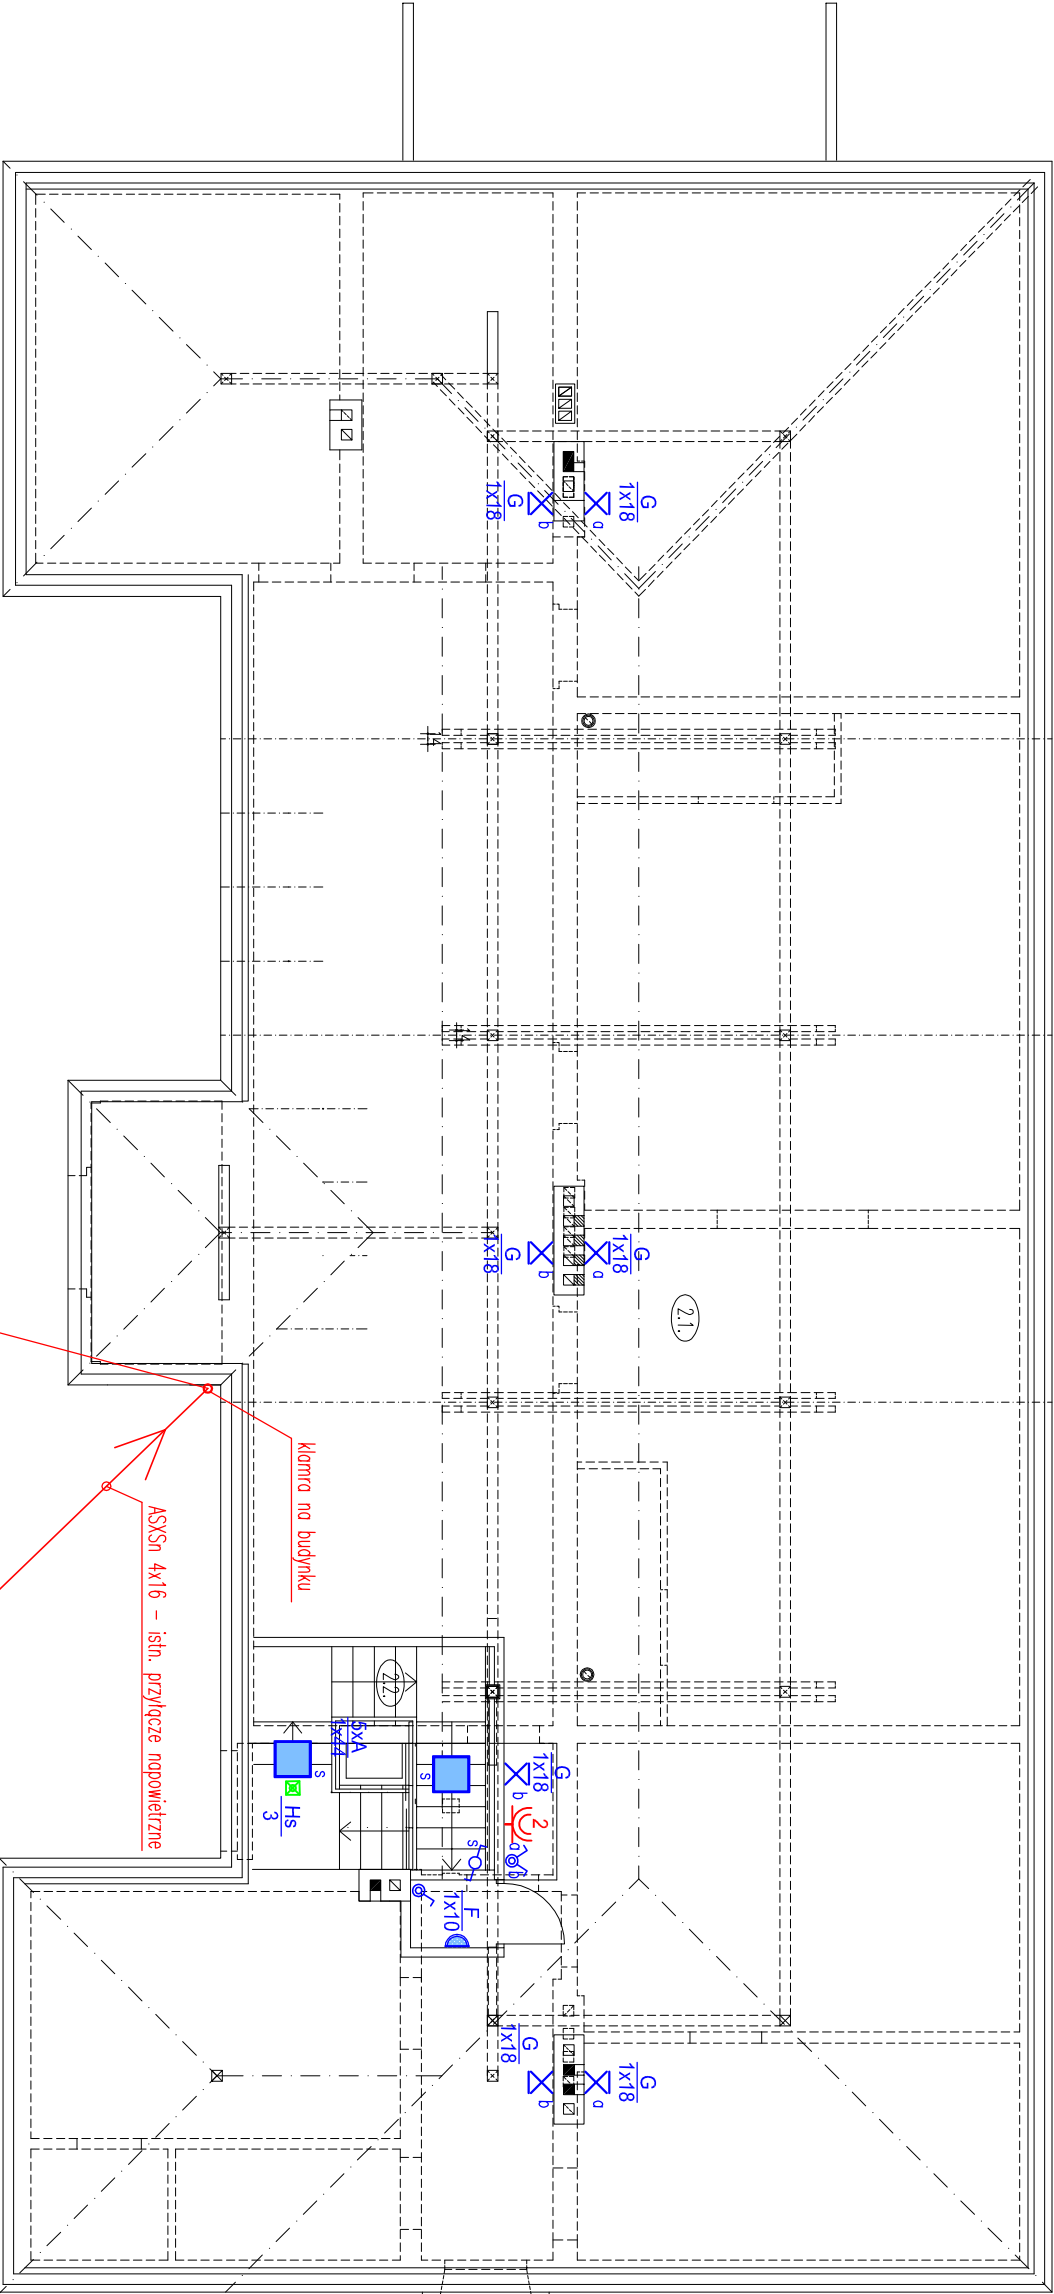 G
1x18
a
G
1x18
b
G
1x18
a
G
1x18
b
2.1.
klamra na budynku
ASXSn 4x16 - istn. przyłącze napowietrzne
2.2.
5xA
1x44
s
s
Hs
3
G
1x18
b
2
a
b
s
F
1x10
G
1x18
b
G
1x18
a